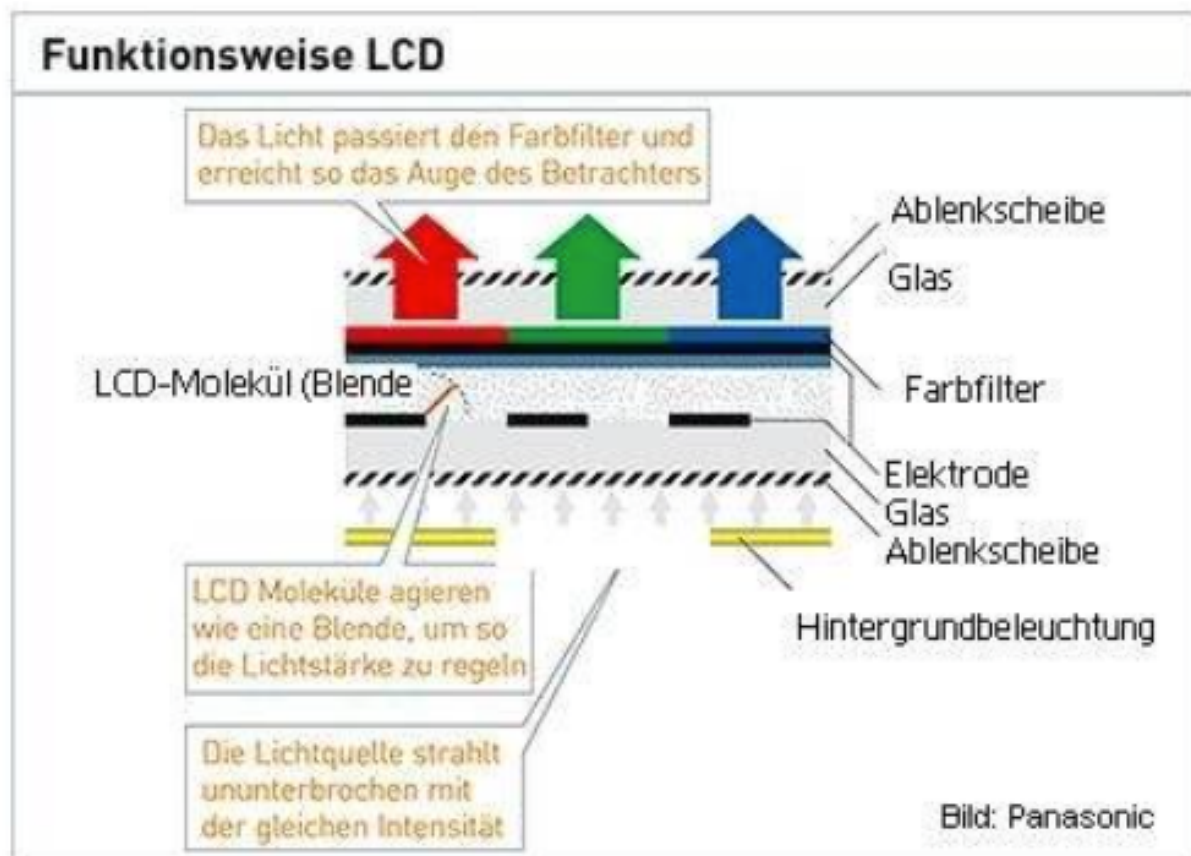 Funktionsweise LCD
Das Licht passiert den Farbfilter und
erreicht so das Auge des Betrachters
Ablenkscheibe
Glas
LCD-Molekül (Blende
Farbfilter
Elektrode
Glas
Ablenkscheibe
LCD Moleküle agieren
wie eine Blende, um so
die Lichtstärke zu regeln
Hintergrundbeleuchtung
Die Lichtquelle strahlt
ununterbrochen mit
der gleichen Intensität
Bild: Panasonic